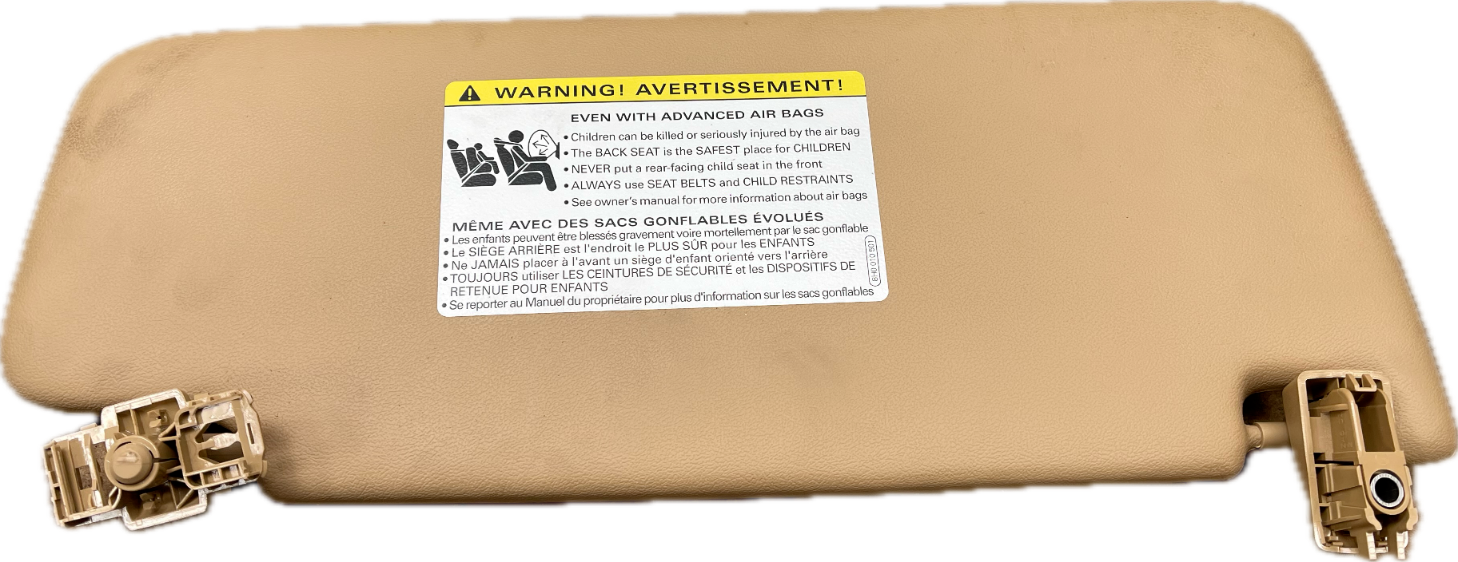 WARNING! AVERTISSEMENT!
EVEN WITH ADVANCED AIR BAGS
• Children can be killed or seriously injured by the air bag
• The BACK SEAT is the SAFEST place for CHILDREN
• NEVER put a rear-facing child seat in the front
• ALWAYS use SEAT BELTS and CHILD RESTRAINTS
• See owner's manual for more information about air bags
MÊME AVEC DES SACS GONFLABLES ÉVOLUÉS
• Les enfants peuvent être blessés gravement voire mortellement par le sac gonflable
• Le SIÈGE ARRIÈRE est l'endroit le PLUS SÛR pour les ENFANTS
• Ne JAMAIS placer à l'avant un siège d'enfant orienté vers l'arrière
• TOUJOURS utiliser LES CEINTURES DE SÉCURITÉ et les DISPOSITIFS DE
RETENUE POUR ENFANTS
• Se reporter au Manuel du propriétaire pour plus d'information sur les sacs gonflables